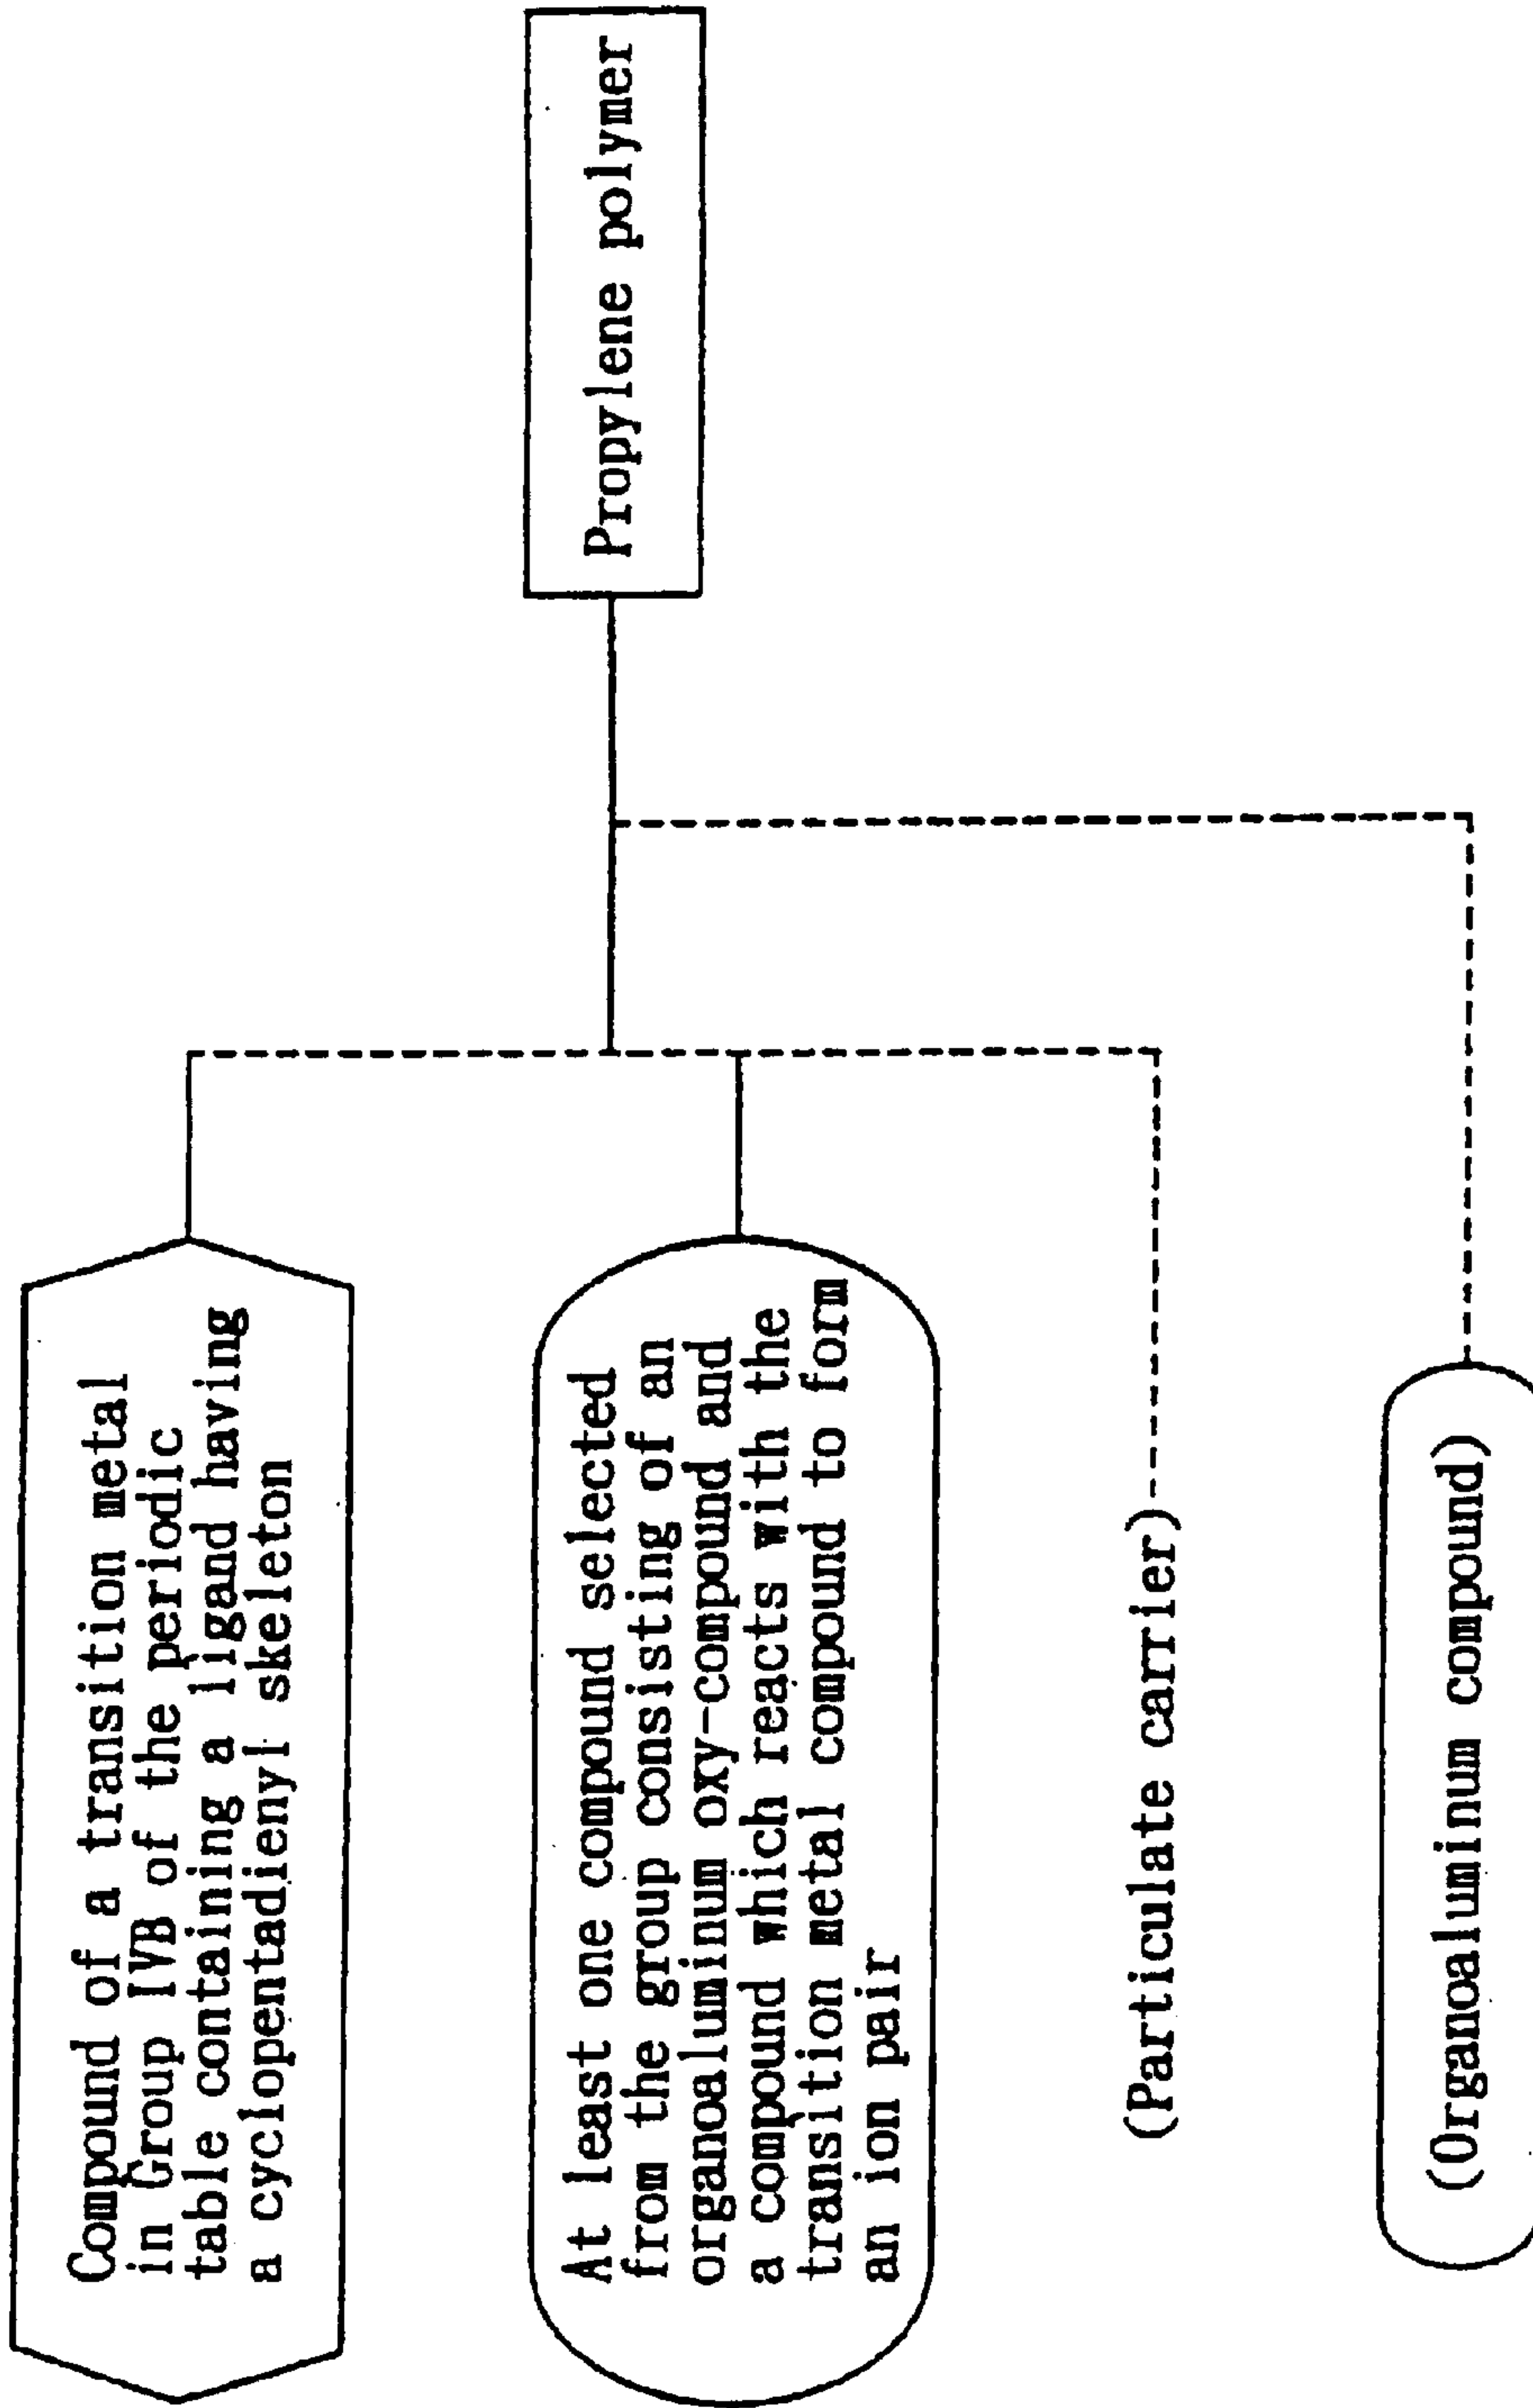 Compound of a transition metal
in Group IVB of the periodic
table containing a ligand having
a cyclopentadienyl skeleton
At least one compound selected
from the group consisting of an
organoaluminum oxy-compound and
a compound which reacts with the
transition metal compound to form
an ion pair
(Particulate carrier)
(Organoaluminum compound)
Propylene polymer